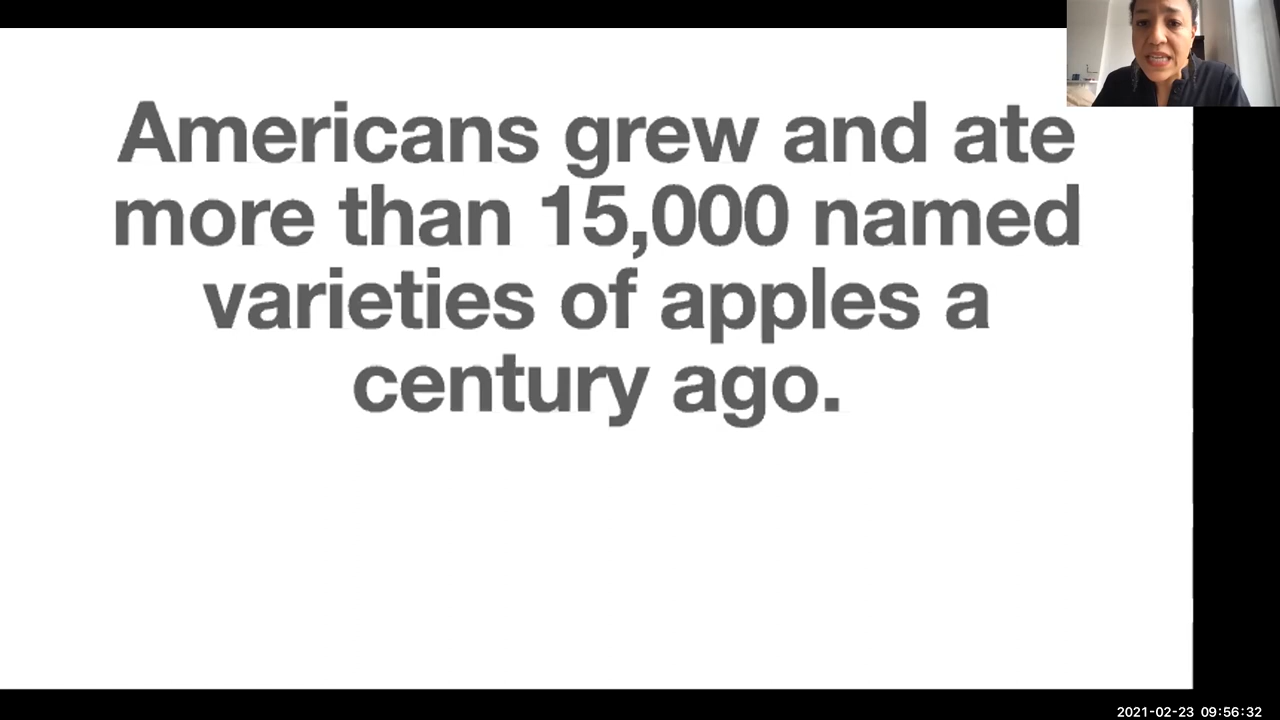 Americans grew and ate
more than 15,000 named
varieties of apples a
century ago.
2021-02-23 09:56:32